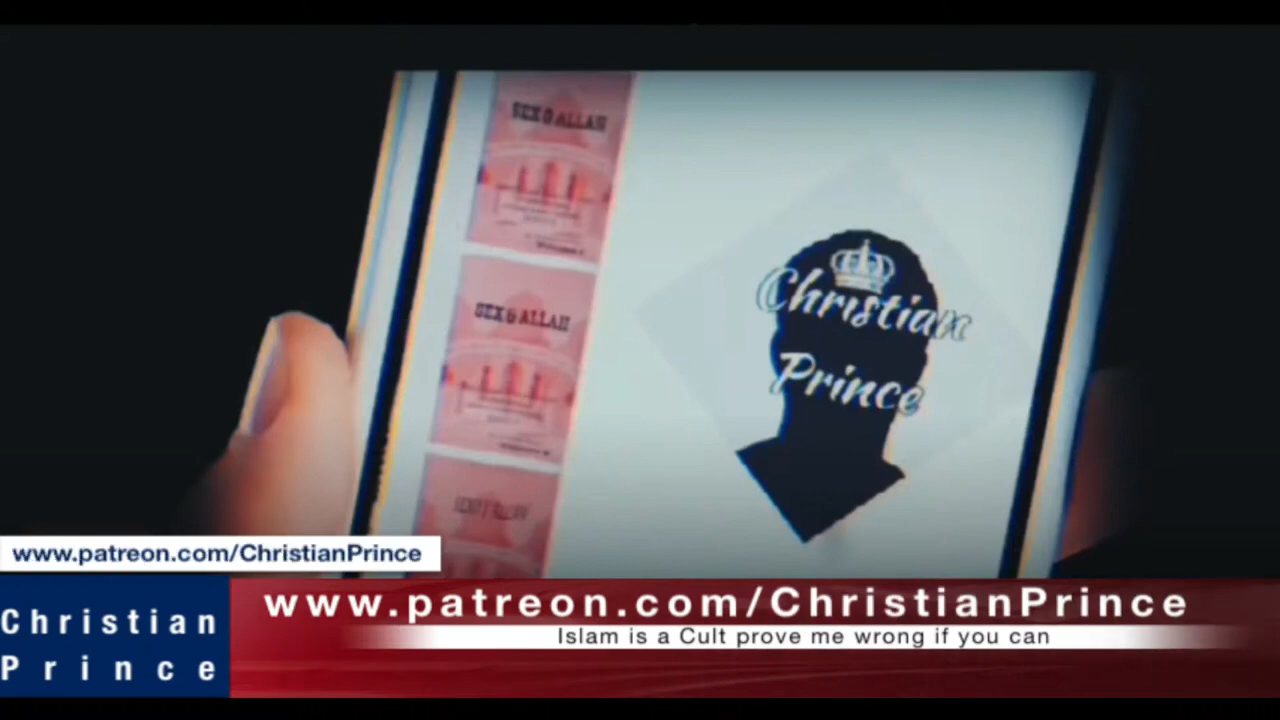 SEX & ALLAH
SEX & ALLAH
Christian
Prince
www.patreon.com/ChristianPrince
Christian
Prince
www.patreon.com/ChristianPrince
Islam is a Cult prove me wrong if you can